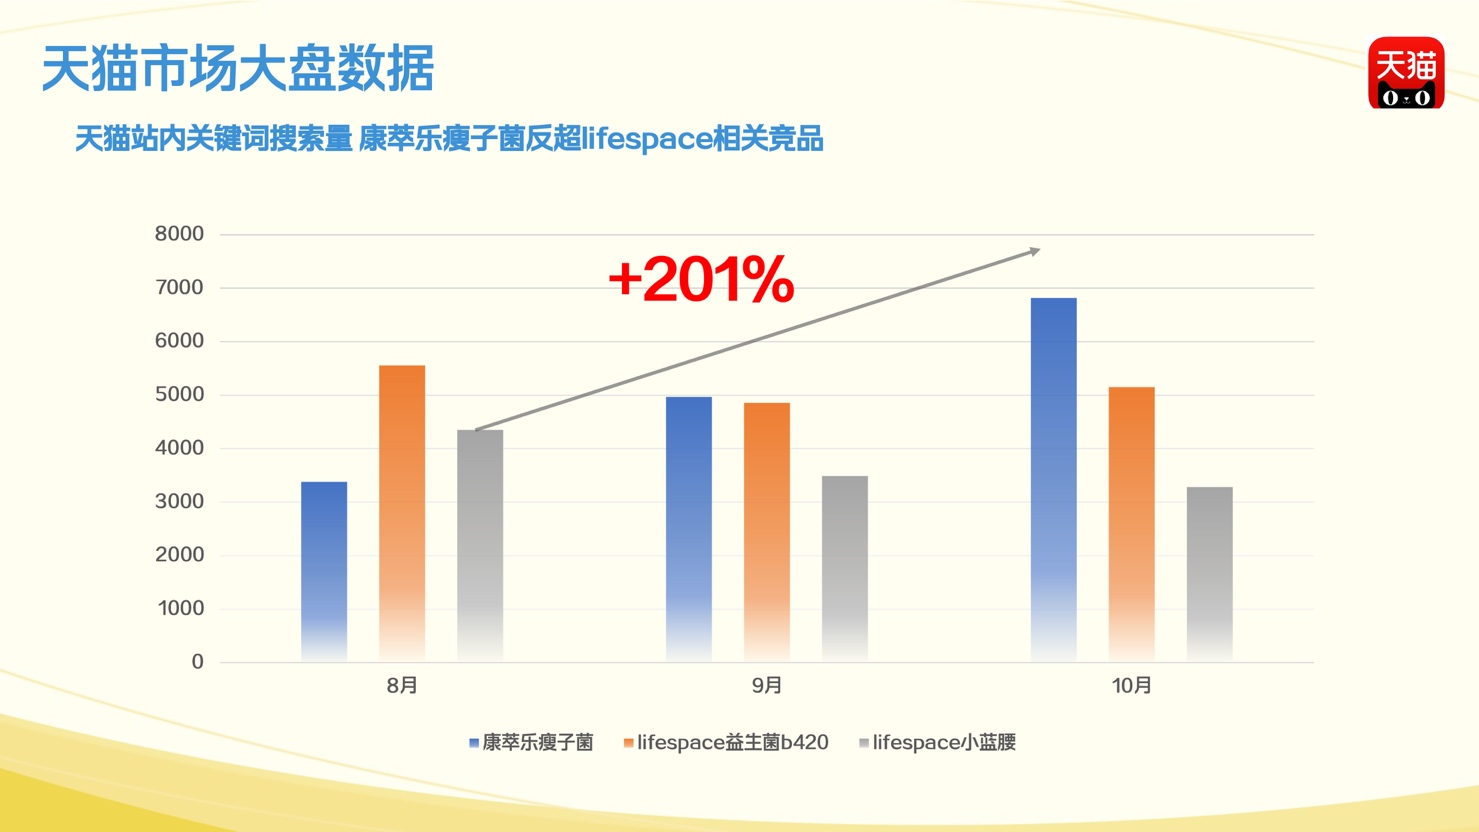 天猫市场大盘数据
天猫
天猫站内关键词搜索量 康萃乐瘦子菌反超lifespace相关竞品
8000
7000
6000
5000
4000
3000
2000
1000
0
+201%
8月
9月
10月
康萃乐瘦子菌
lifespace益生菌b420
lifespace小蓝腰